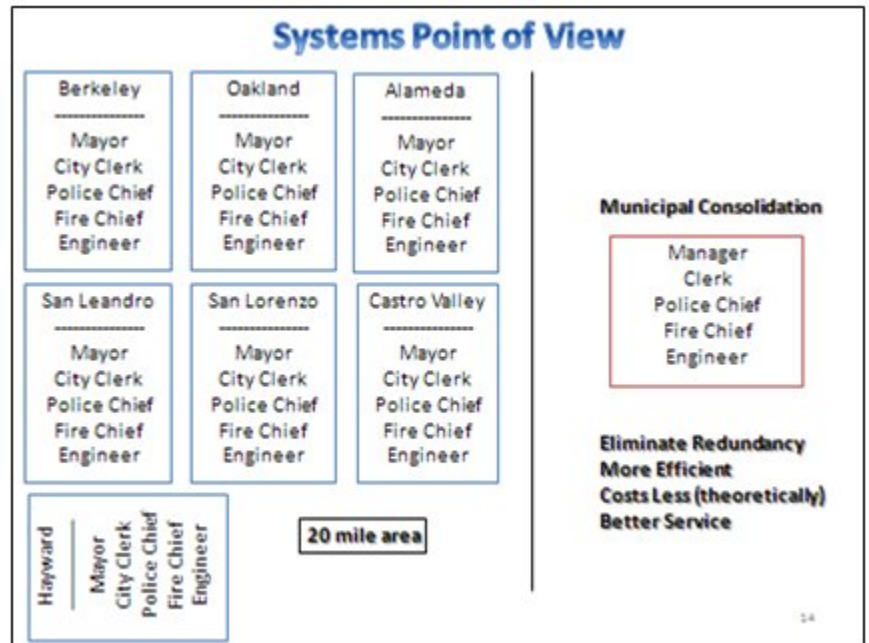 Systems Point of View
Berkeley
---------------
Mayor
City Clerk
Police Chief
Fire Chief
Engineer
Oakland
---------------
Mayor
City Clerk
Police Chief
Fire Chief
Engineer
Alameda
---------------
Mayor
City Clerk
Police Chief
Fire Chief
Engineer
San Leandro
---------------
Mayor
City Clerk
Police Chief
Fire Chief
Engineer
San Lorenzo
---------------
Mayor
City Clerk
Police Chief
Fire Chief
Engineer
Castro Valley
---------------
Mayor
City Clerk
Police Chief
Fire Chief
Engineer
Hayward
Mayor
City Clerk
Police Chief
Fire Chief
Engineer
20 mile area
Municipal Consolidation
Manager
Clerk
Police Chief
Fire Chief
Engineer
Eliminate Redundancy
More Efficient
Costs Less (theoretically)
Better Service
14